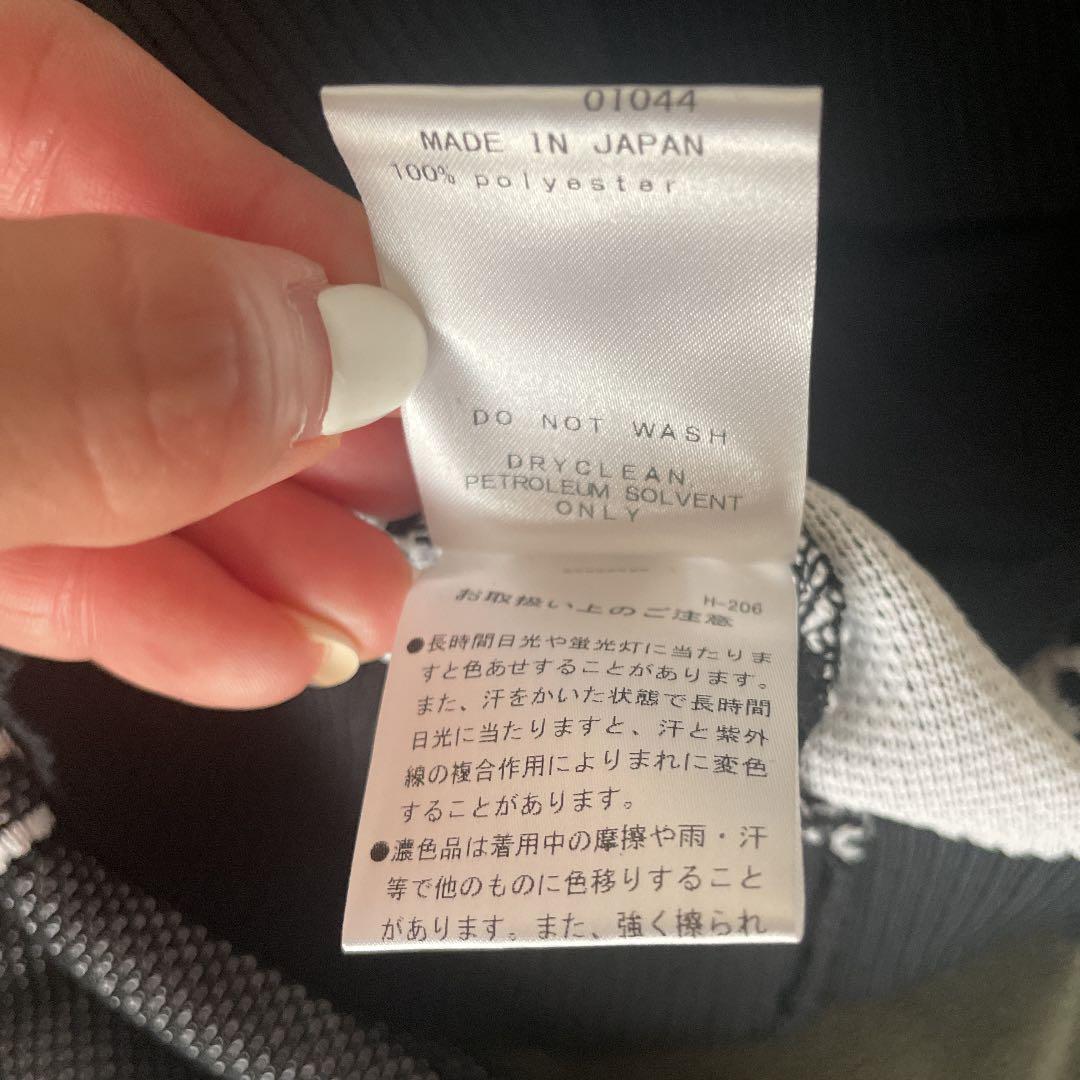 01044
MADE IN JAPAN
100% polyester
DO NOT WASH
DRYCLEAN
PETROLEUM SOLVENT
ONLY
H-206
お取扱い上のご注意
●長時間日光や蛍光灯に当たりま
すと色あせすることがあります。
また、汗をかいた状態で長時間
日光に当たりますと、汗と紫外
線の複合作用によりまれに変色
することがあります。
●濃色品は着用中の摩擦や雨・汗
等で他のものに色移りすること
があります。また、強く擦られ